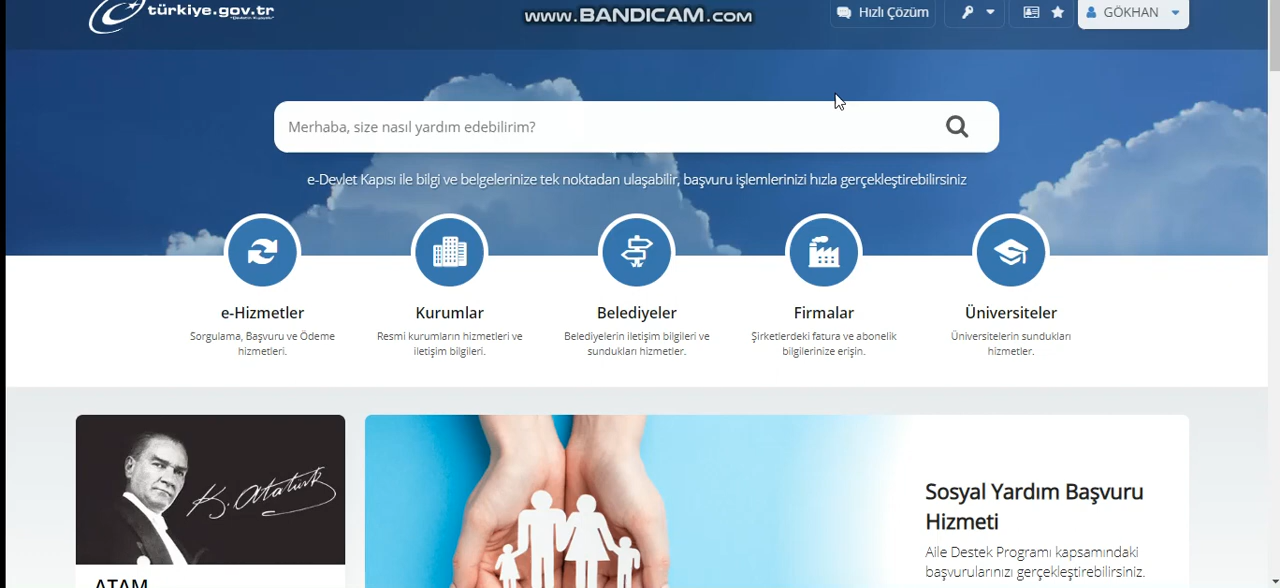 türkiye.gov.tr
www.BANDICAM.com
Hızlı Çözüm
GÖKHAN
Merhaba, size nasıl yardım edebilirim?
e-Devlet Kapısı ile bilgi ve belgelerinize tek noktadan ulaşabilir, başvuru işlemlerinizi hızla gerçekleştirebilirsiniz
e-Hizmetler
Sorgulama, Başvuru ve Ödeme
hizmetleri.
Kurumlar
Resmi kurumların hizmetleri ve
iletişim bilgileri.
Belediyeler
Belediyelerin iletişim bilgileri ve
sundukları hizmetler.
Firmalar
Şirketlerdeki fatura ve abonelik
bilgilerinize erişin.
Üniversiteler
Üniversitelerin sundukları
hizmetler.
K. Atatürk
ATAM
Sosyal Yardım Başvuru
Hizmeti
Aile Destek Programı kapsamındaki
başvurularınızı gerçekleştirebilirsiniz.